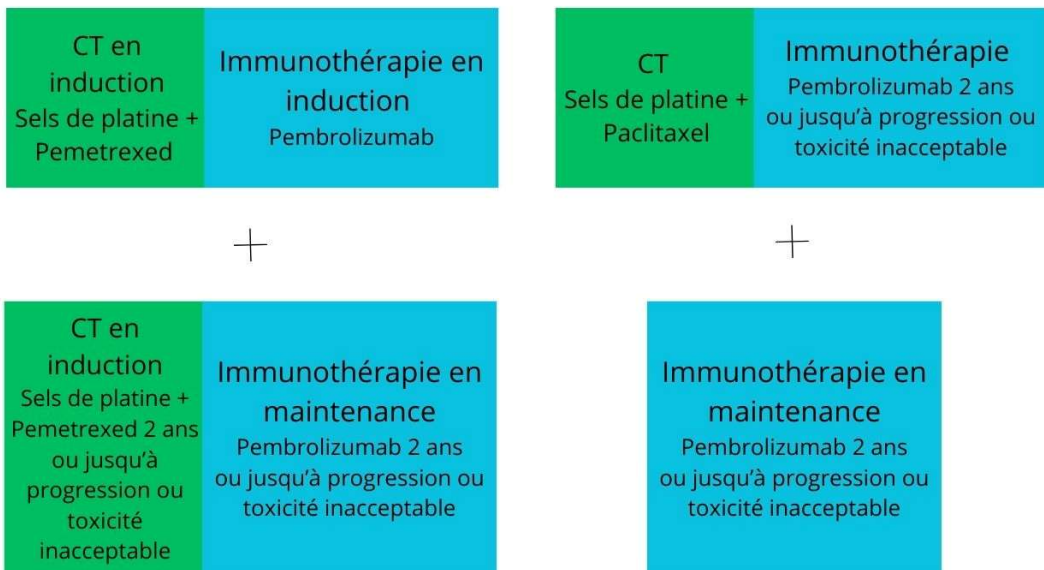 CT en
induction
Sels de platine +
Pemetrexed
Immunothérapie en
induction
Pembrolizumab
CT
Sels de platine +
Paclitaxel
Immunothérapie
Pembrolizumab 2 ans
ou jusqu'à progression ou
toxicité inacceptable
+
+
CT en
induction
Sels de platine +
Pemetrexed 2 ans
ou jusqu'à
progression ou
toxicité
inacceptable
Immunothérapie en
maintenance
Pembrolizumab 2 ans
ou jusqu'à progression ou
toxicité inacceptable
Immunothérapie en
maintenance
Pembrolizumab 2 ans
ou jusqu'à progression ou
toxicité inacceptable